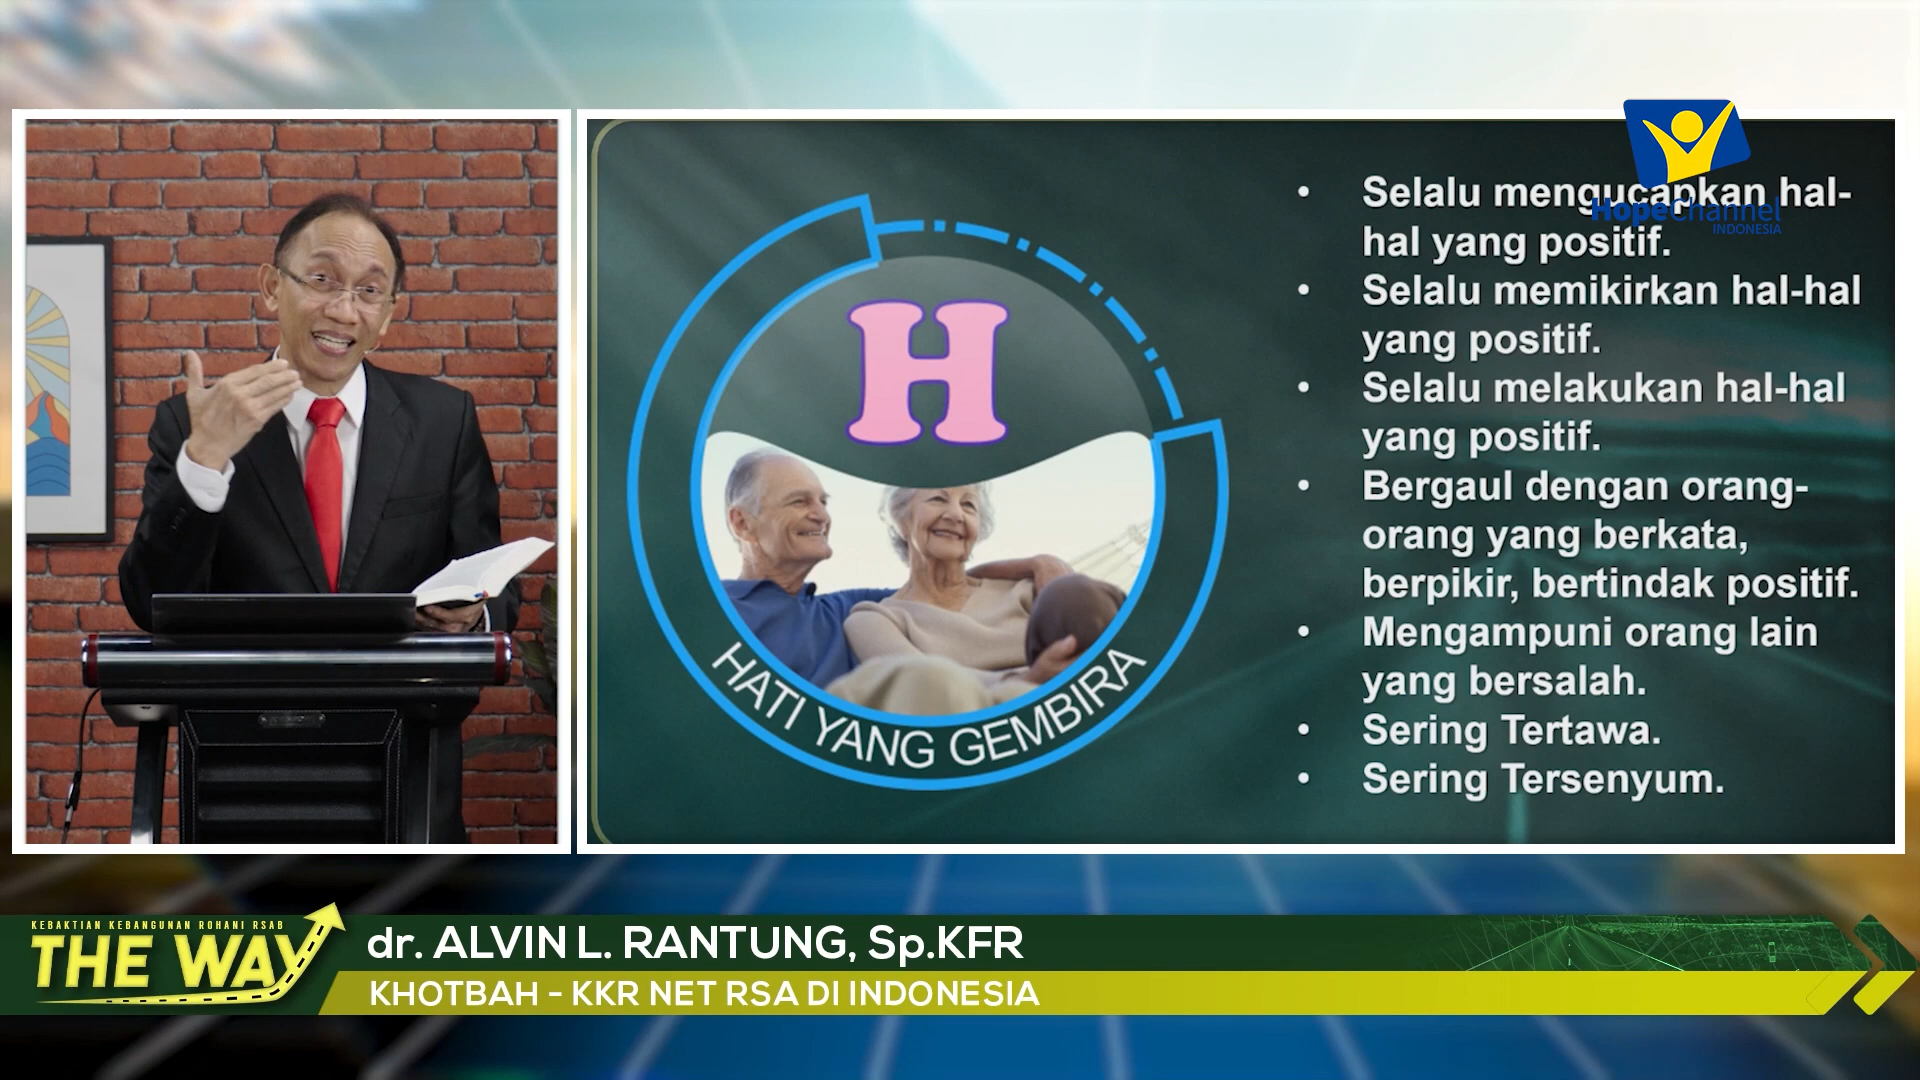 HopeChannel
INDONESIA
• Selalu mengucapkan hal-
hal yang positif.
• Selalu memikirkan hal-hal
yang positif.
• Selalu melakukan hal-hal
yang positif.
• Bergaul dengan orang-
orang yang berkata,
berpikir, bertindak positif.
• Mengampuni orang lain
yang bersalah.
• Sering Tertawa.
• Sering Tersenyum.
H
HATI YANG GEMBIRA
KEBAKTIAN KEBANGUNAN ROHANI RSAB
THE WAY
dr. ALVIN L. RANTUNG, Sp.KFR
KHOTBAH - KKR NET RSA DI INDONESIA